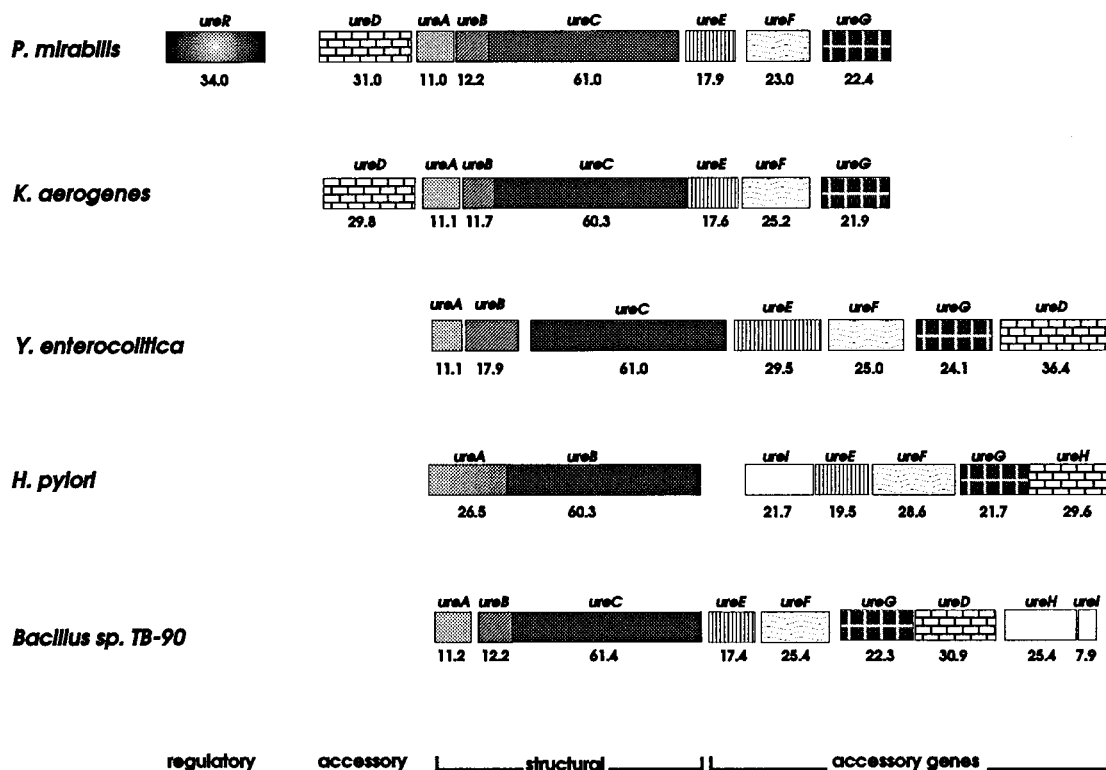 ureR ureD ureA ureB ureC ureE ureF ureG
P. mirabilis
34.0 31.0 11.0 12.2 61.0 17.9 23.0 22.4
ureD ureA ureB ureC ureE ureF ureG
K. aerogenes
29.8 11.1 11.7 60.3 17.6 25.2 21.9
ureA ureB ureC ureE ureF ureG ureD
Y. enterocolitica
11.1 17.9 61.0 29.5 25.0 24.1 36.4
ureA ureB ureI ureE ureF ureG ureH
H. pylori
26.5 60.3 21.7 19.5 28.6 21.7 29.6
ureA ureB ureC ureE ureF ureG ureD ureH ureI
Bacillus sp. TB-90
11.2 12.2 61.4 17.4 25.4 22.3 30.9 25.4 7.9
regulatory accessory structural accessory genes